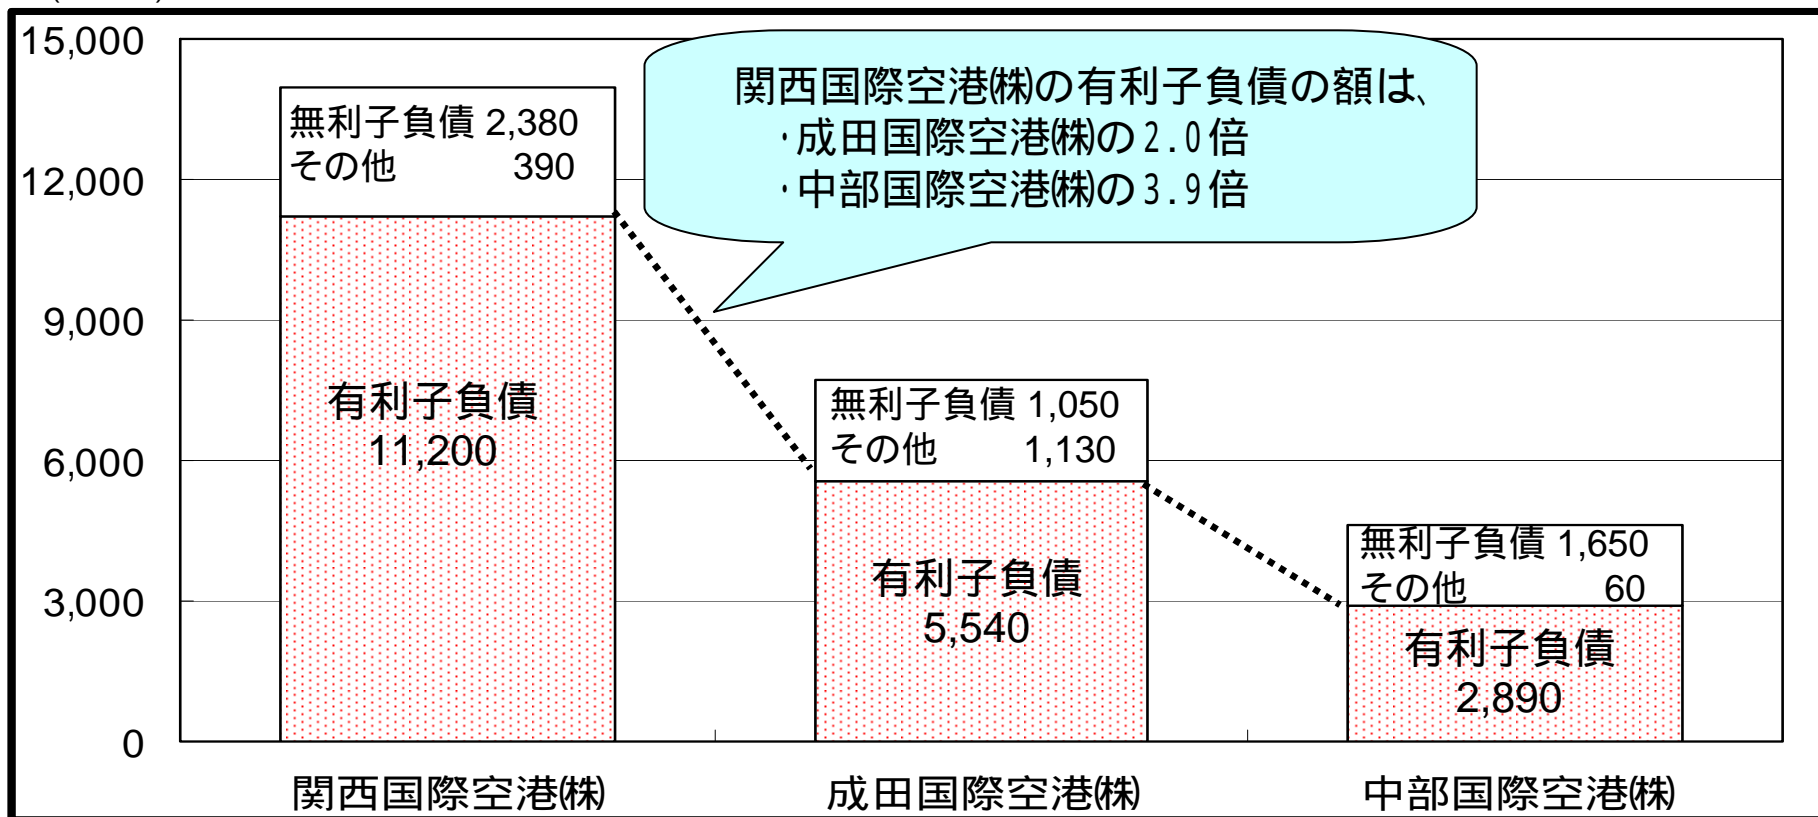 15,000
12,000
9,000
6,000
3,000
0
無利子負債 2,380
その他 390
有利子負債
11,200
関西国際空港㈱の有利子負債の額は、
・成田国際空港㈱の2.0倍
・中部国際空港㈱の3.9倍
無利子負債 1,050
その他 1,130
有利子負債
5,540
無利子負債 1,650
その他 60
有利子負債
2,890
関西国際空港㈱
成田国際空港㈱
中部国際空港㈱